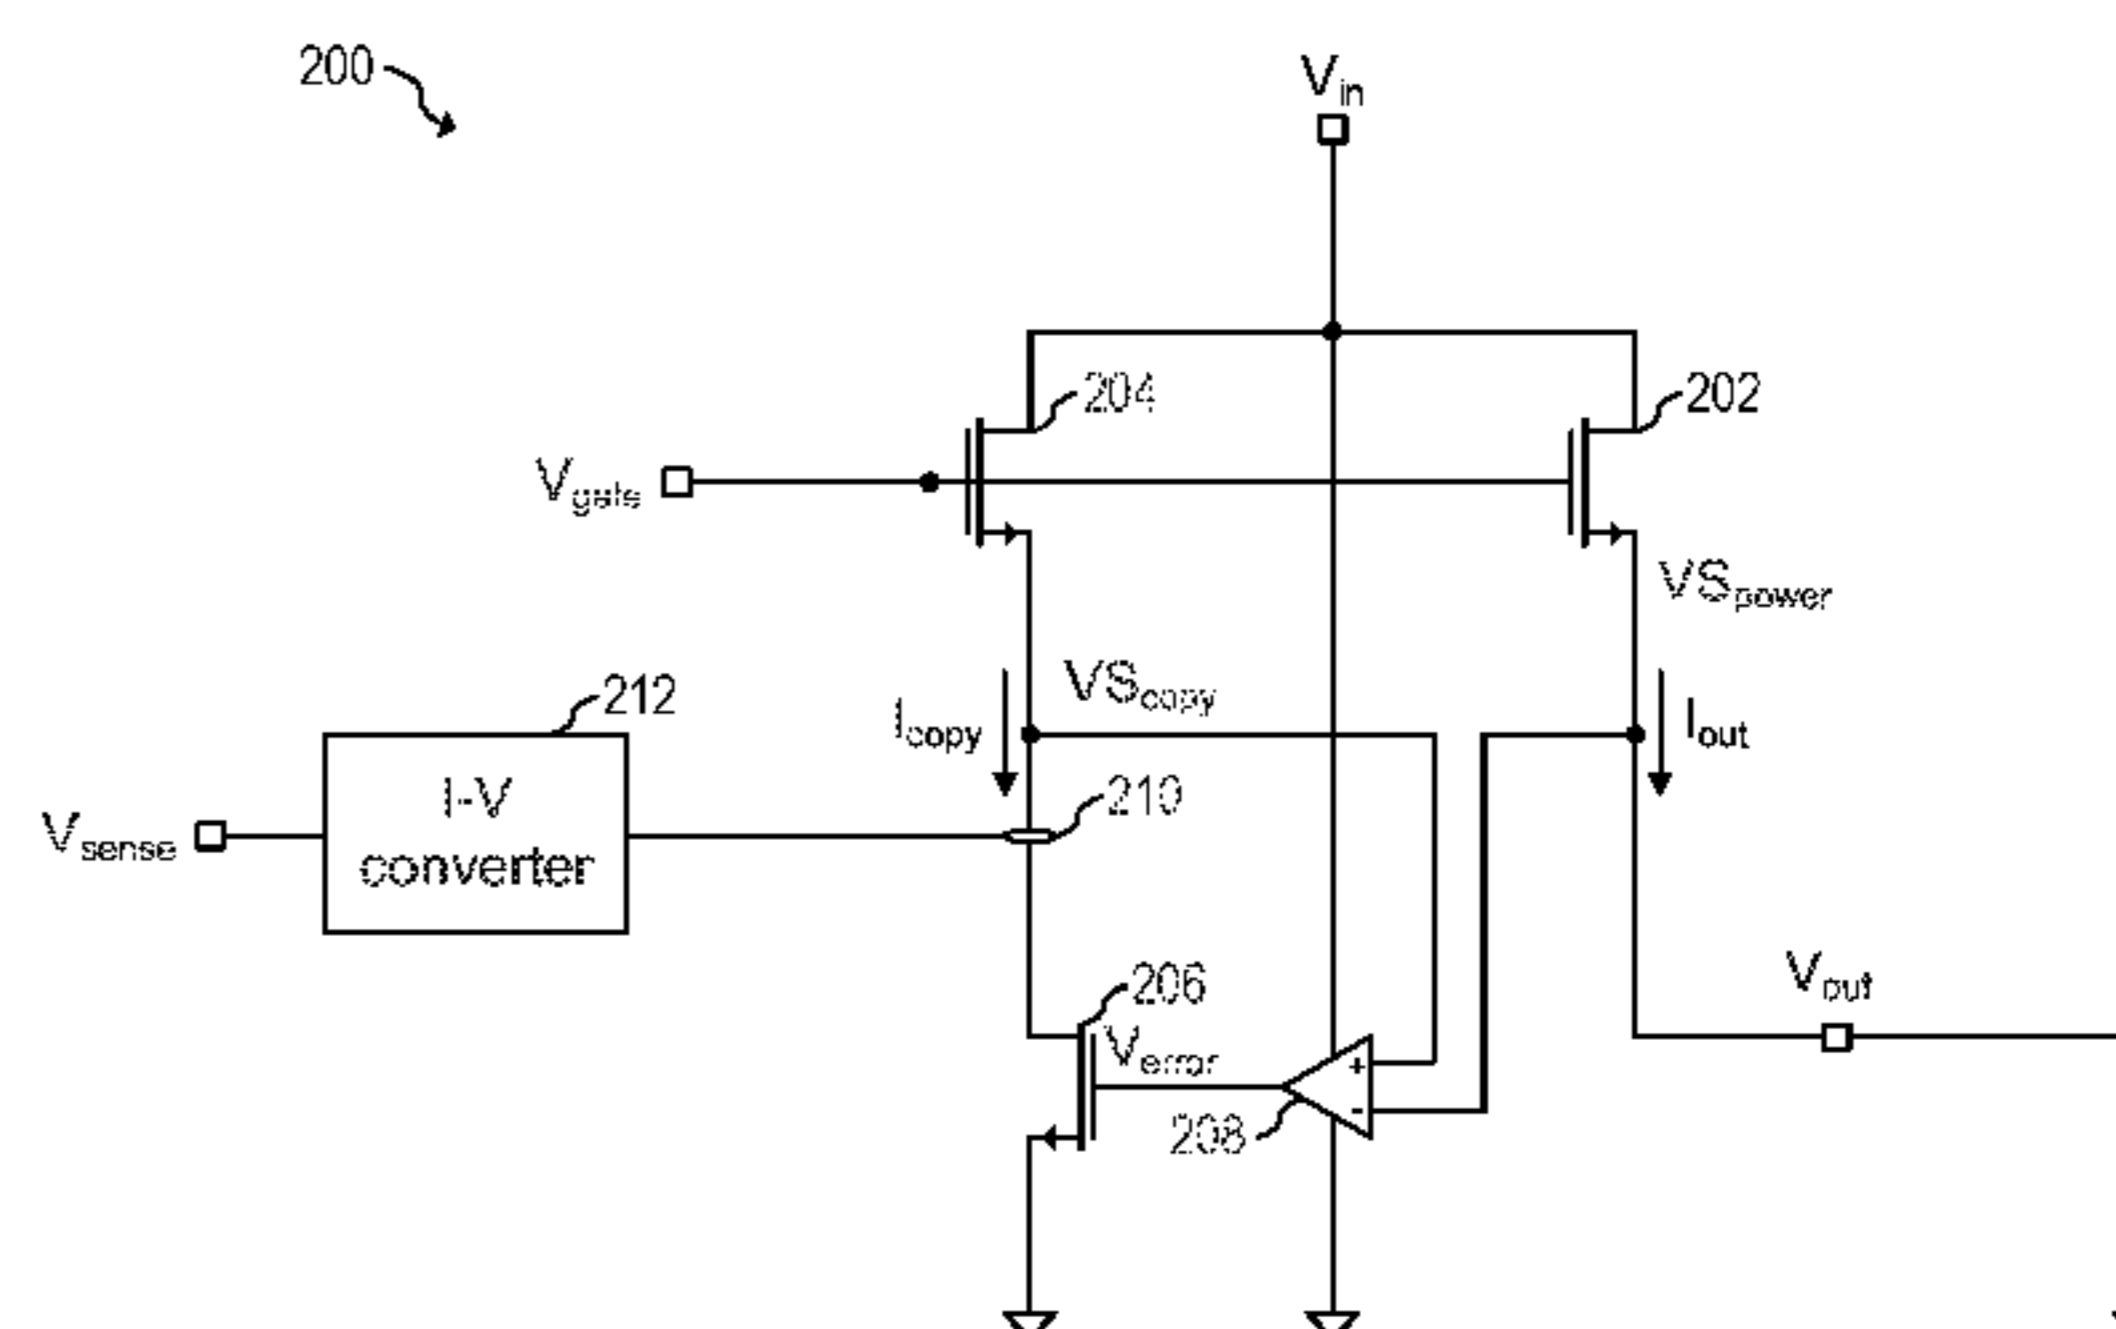 200
Vin
204
202
Vgate
VSpower
212
VScopy
Icopy
Iout
I-V
converter
210
Vsense
206
Vout
Verror
+
-
208